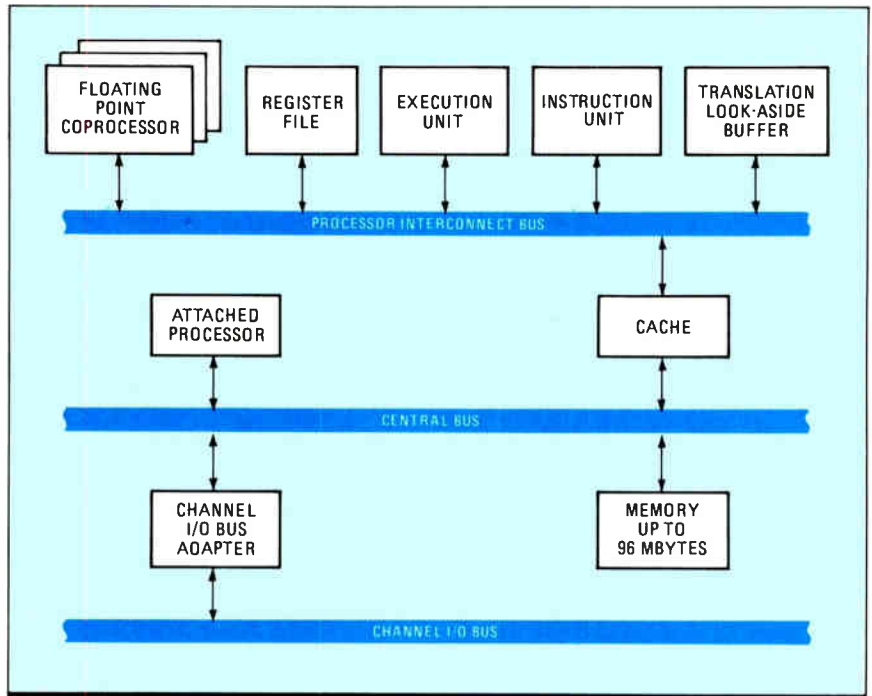 FLOATING
POINT
COPROCESSOR
REGISTER
FILE
EXECUTION
UNIT
INSTRUCTION
UNIT
TRANSLATION
LOOK-ASIDE
BUFFER
PROCESSOR INTERCONNECT BUS
ATTACHED
PROCESSOR
CACHE
CENTRAL BUS
CHANNEL
I/O BUS
ADAPTER
MEMORY
UP TO
96 MBYTES
CHANNEL I/O BUS